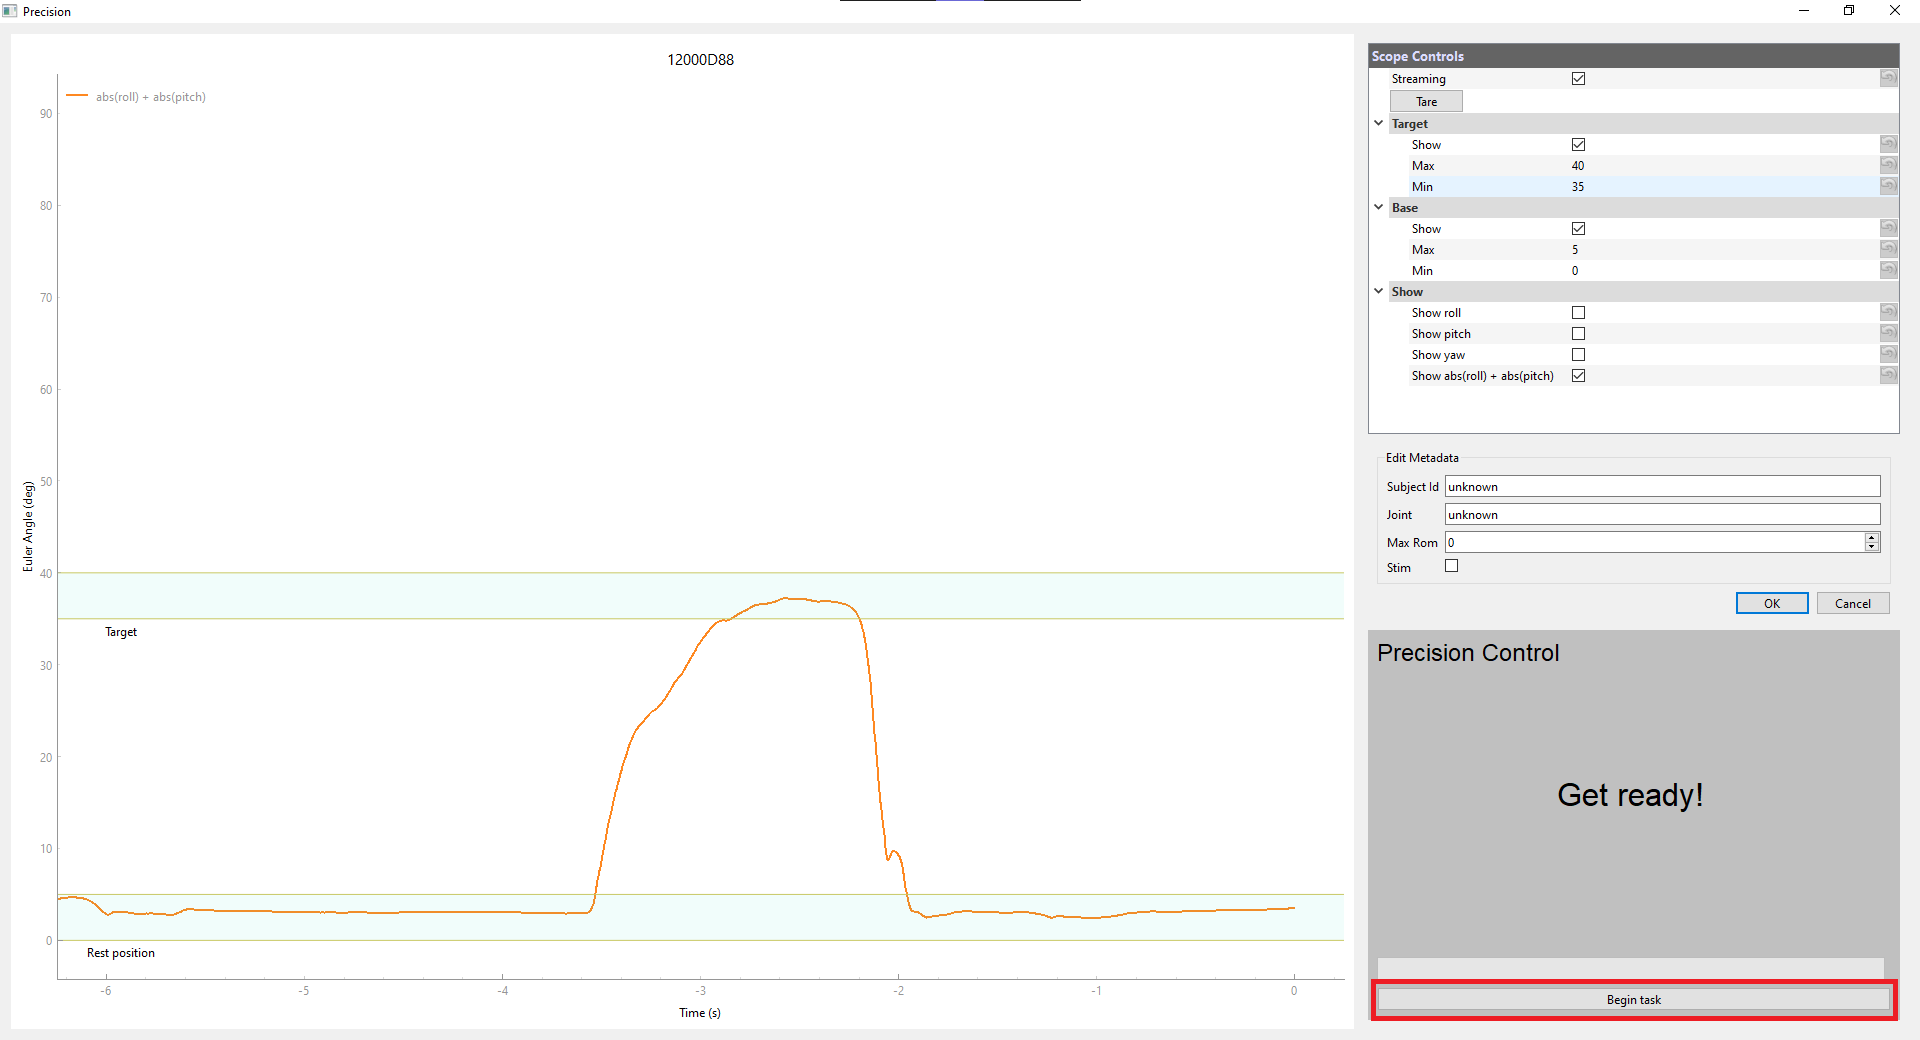 Precision
12000D88
abs(roll) + abs(pitch)
90
80
70
60
50
40
30
20
10
0
Euler Angle (deg)
Target
Rest position
-6
-5
-4
-3
-2
-1
0
Time (s)
Scope Controls
Streaming
Tare
Target
Show
Max 40
Min 35
Base
Show
Max 5
Min 0
Show
Show roll
Show pitch
Show yaw
Show abs(roll) + abs(pitch)
Edit Metadata
Subject Id unknown
Joint unknown
Max Rom 0
Stim
OK Cancel
Precision Control
Get ready!
Begin task